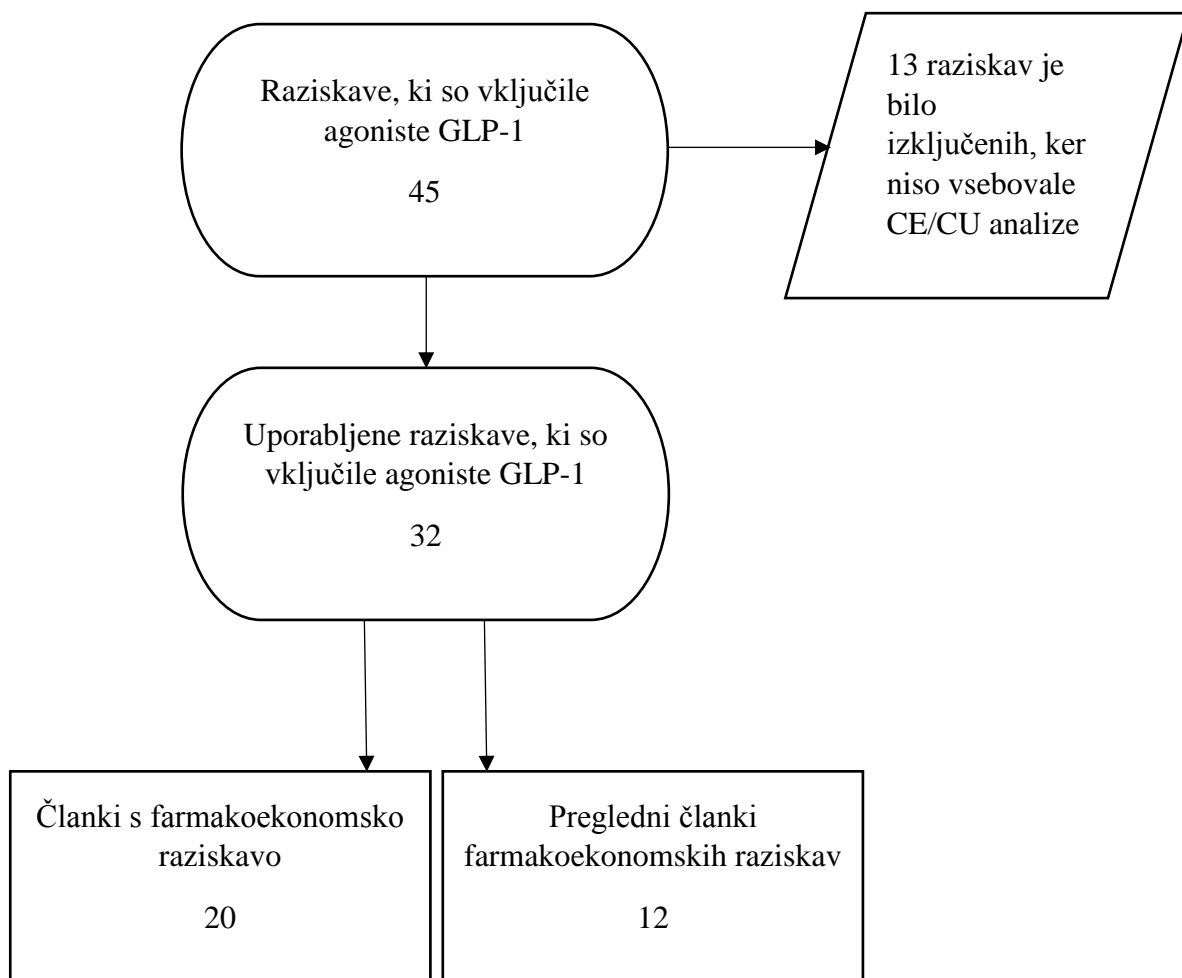 Raziskave, ki so vključile
agoniste GLP-1
45
13 raziskav je
bilo
izključenih, ker
niso vsebovale
CE/CU analize
Uporabljene raziskave, ki so
vključile agoniste GLP-1
32
Članki s farmakoekonomsko
raziskavo
20
Pregledni članki
farmakoekonomskih raziskav
12